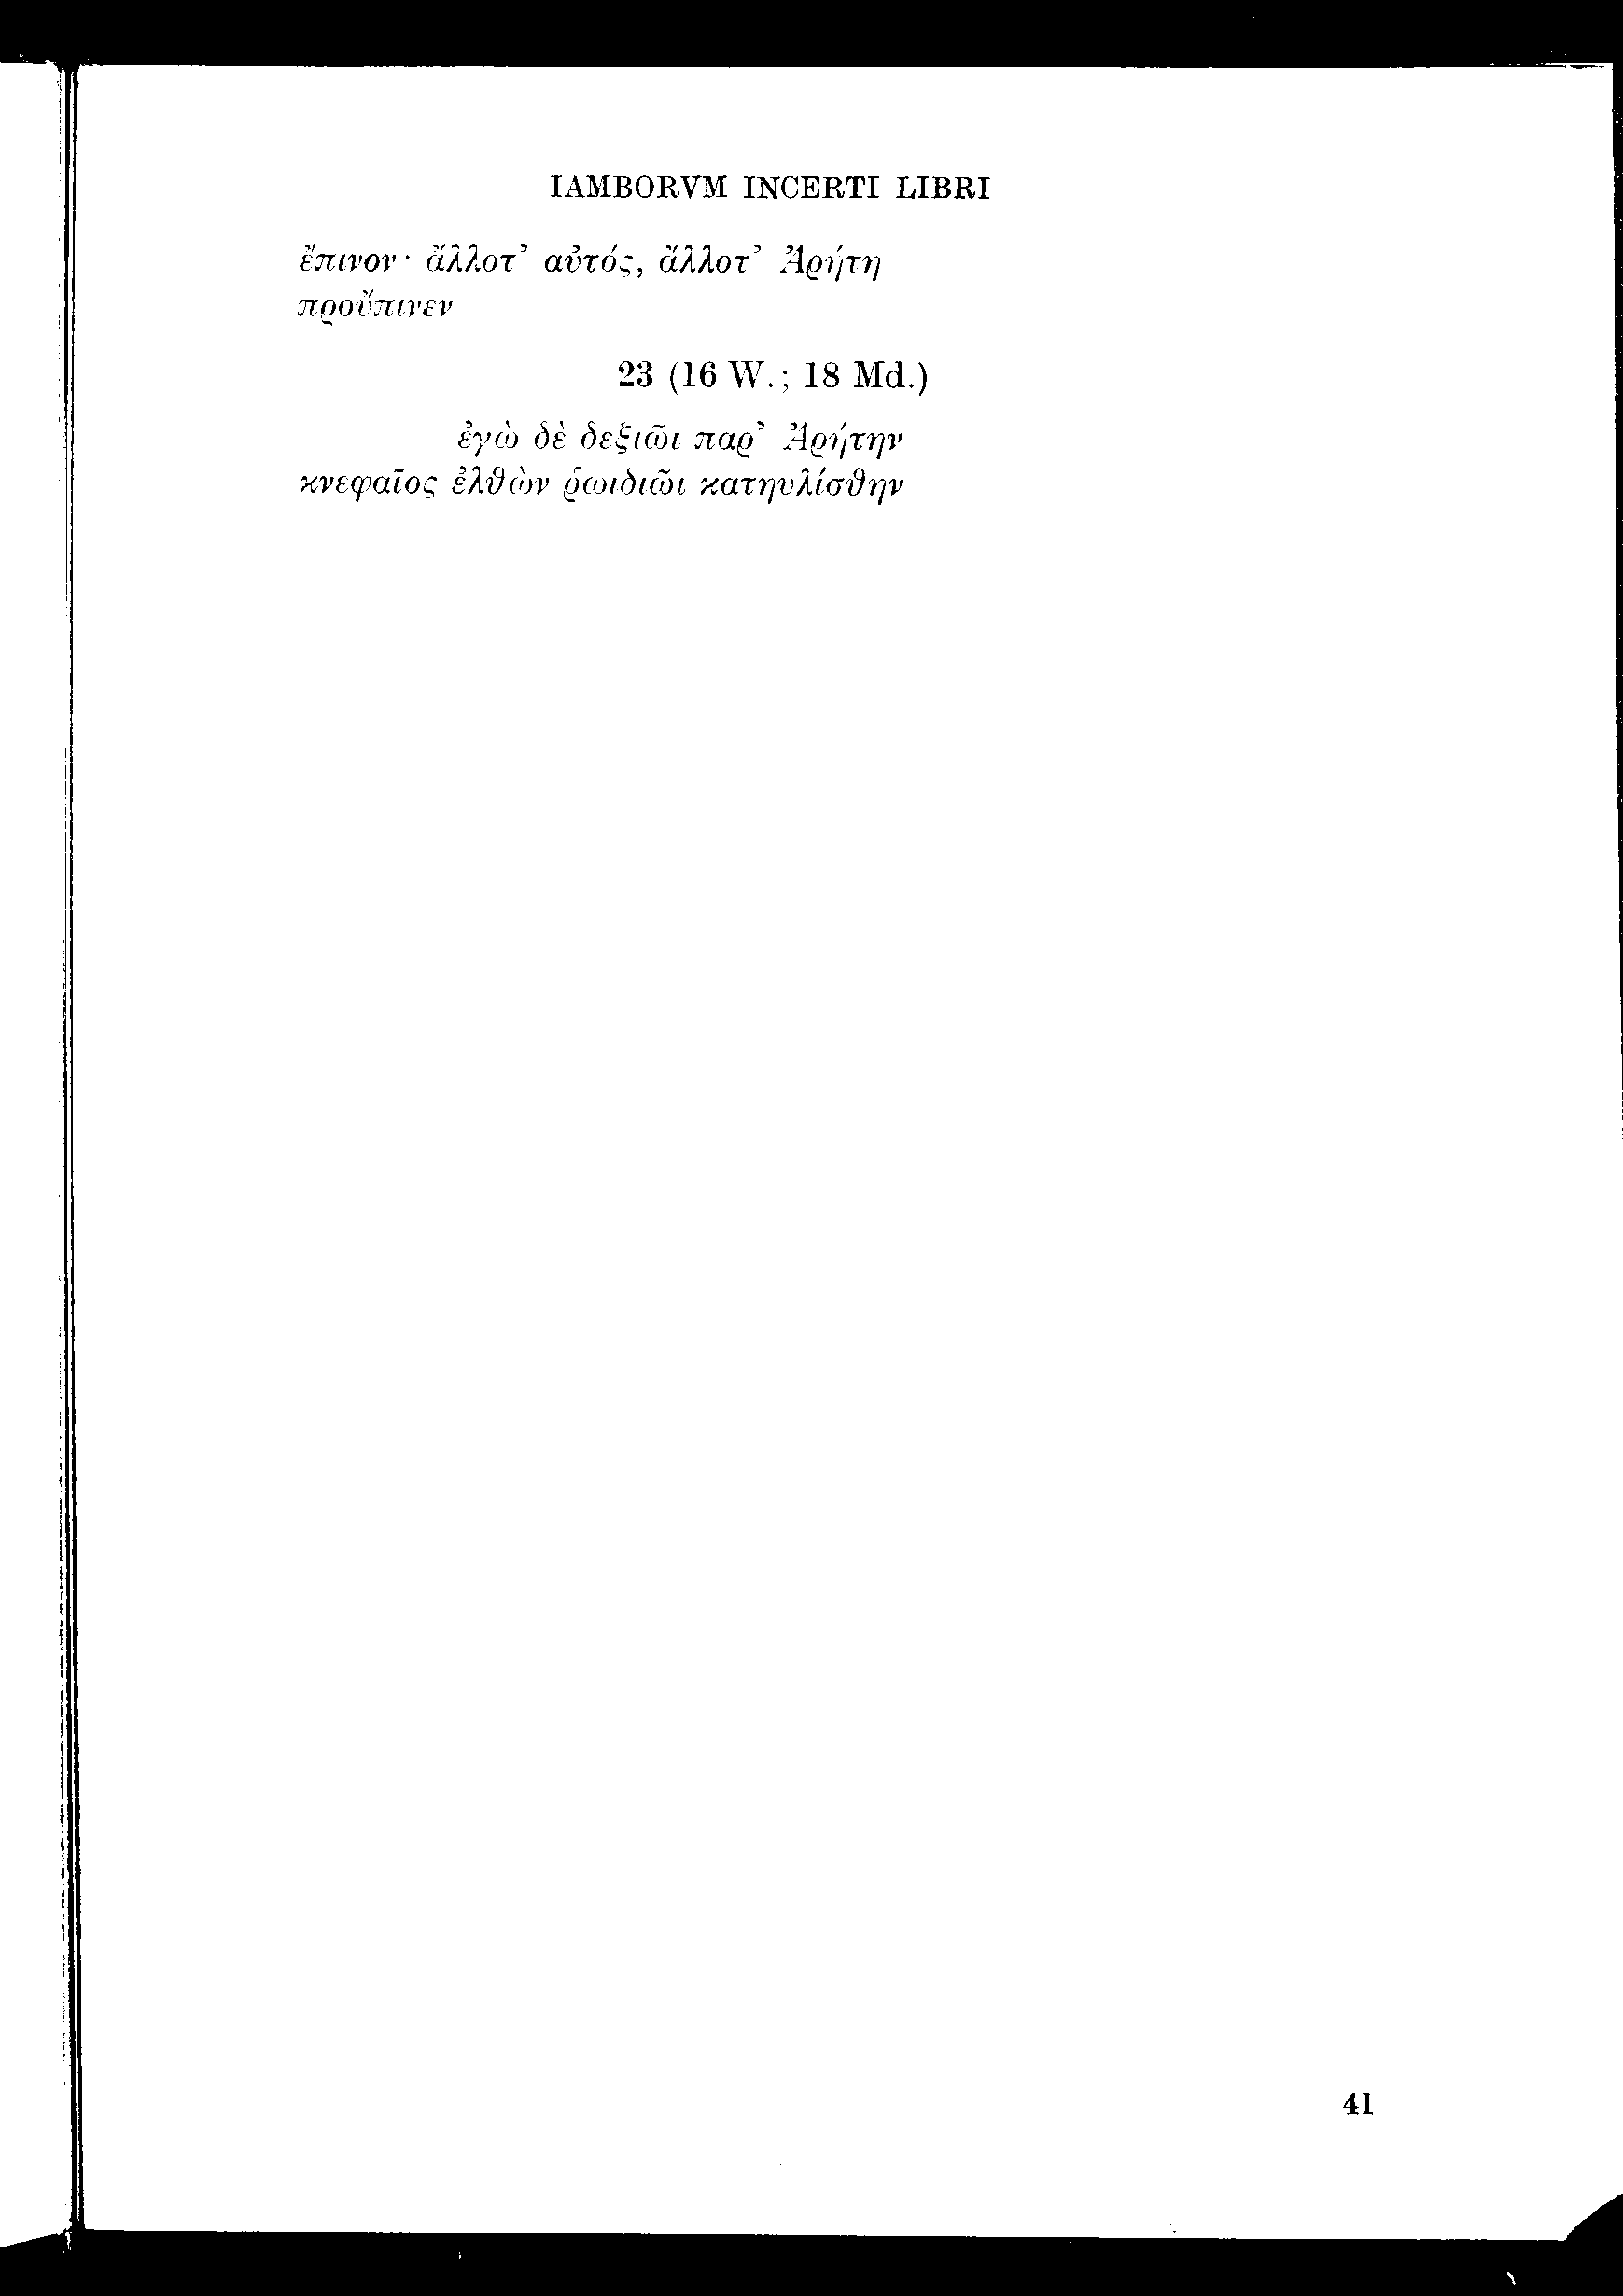 IAMBORVM INCERTI LIBRI
ἔπινον· ἄλλοτ’ αὐτός, ἄλλοτ’ Ἀρήτη
προὔπινεν
23 (16 W.; 18 Md.)
ἐγὼ δὲ δεξιῶι παρ’ Ἀρήτην
κνεφαῖος ἐλθὼν ῥωιδιῶι κατηυλίσθην
41